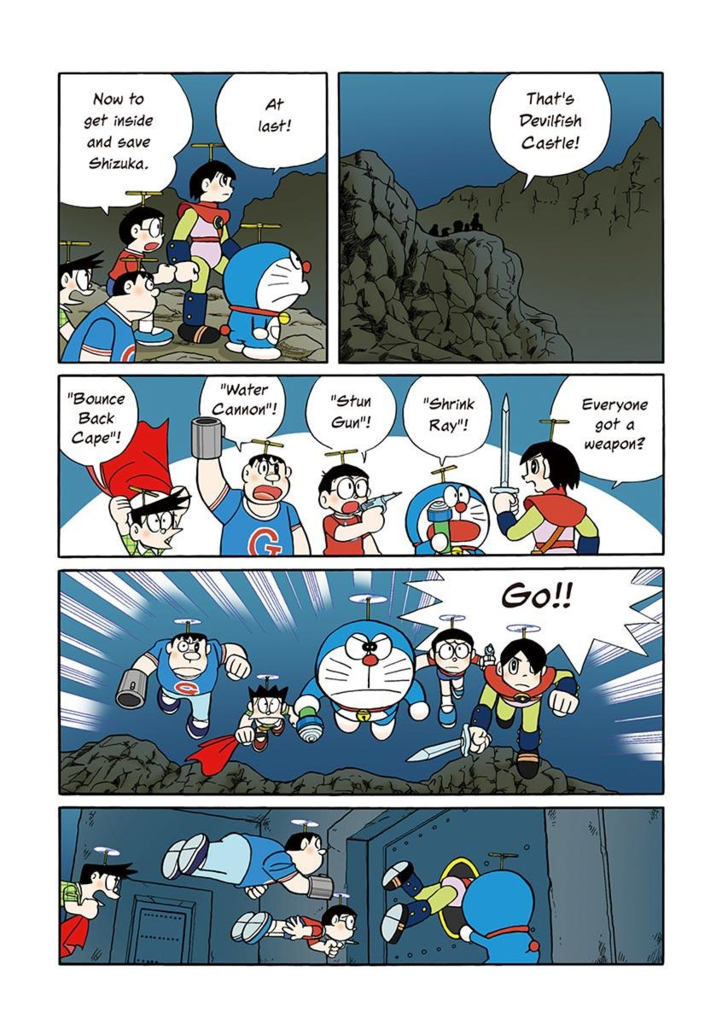 That's
Devilfish
Castle!
At
last!
Now to
get inside
and save
Shizuka.
Everyone
got a
weapon?
"Shrink
Ray"!
"Stun
Gun"!
"Water
Cannon"!
"Bounce
Back
Cape"!
G
Go!!